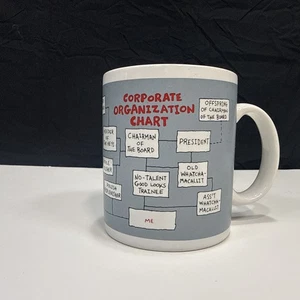 CORPORATE
ORGANIZATION
CHART
OFFSPRING
OF CHAIRMAN
OF THE BOARD
CHAIRMAN
OF
THE BOARD
PRESIDENT
OLD
WHATCHA-
MACALLIT
NO-TALENT
GOOD LOOKS
TRAINEE
ASS'T
WHATCHA-
MACALLIT
ME